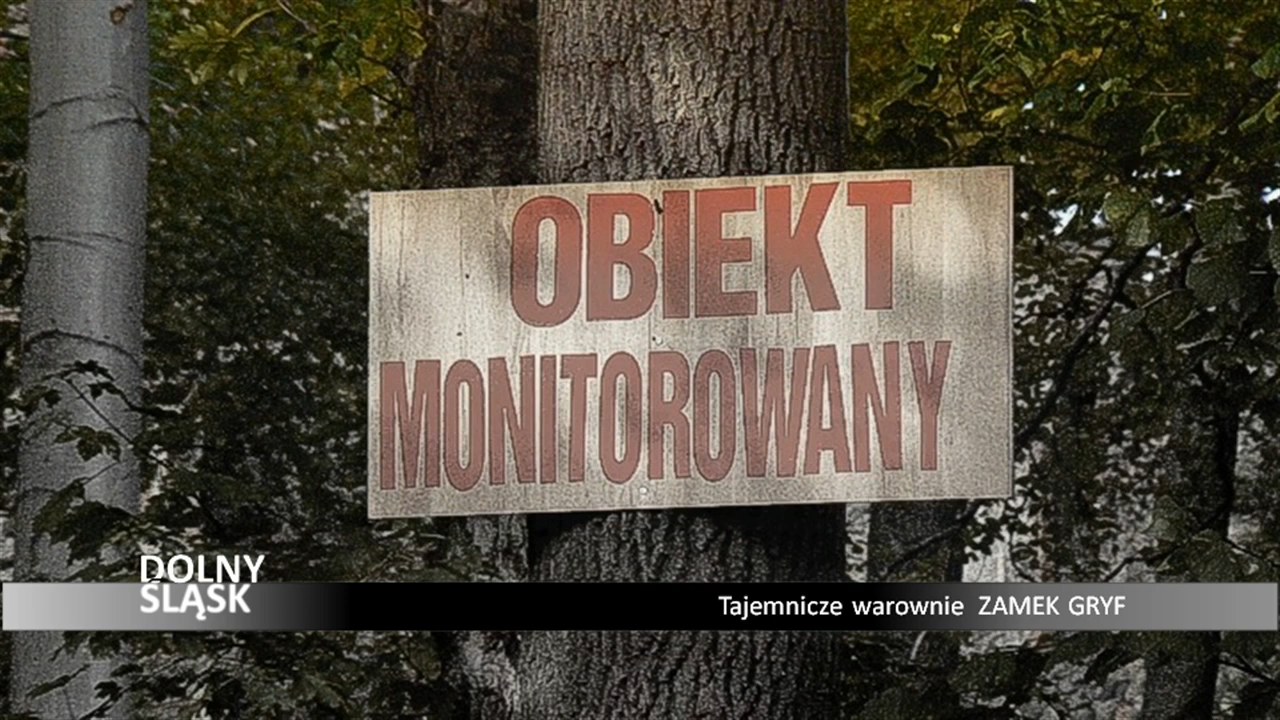 OBIEKT
MONITOROWANY
DOLNY
ŚLĄSK
Tajemnicze warownie ZAMEK GRYF